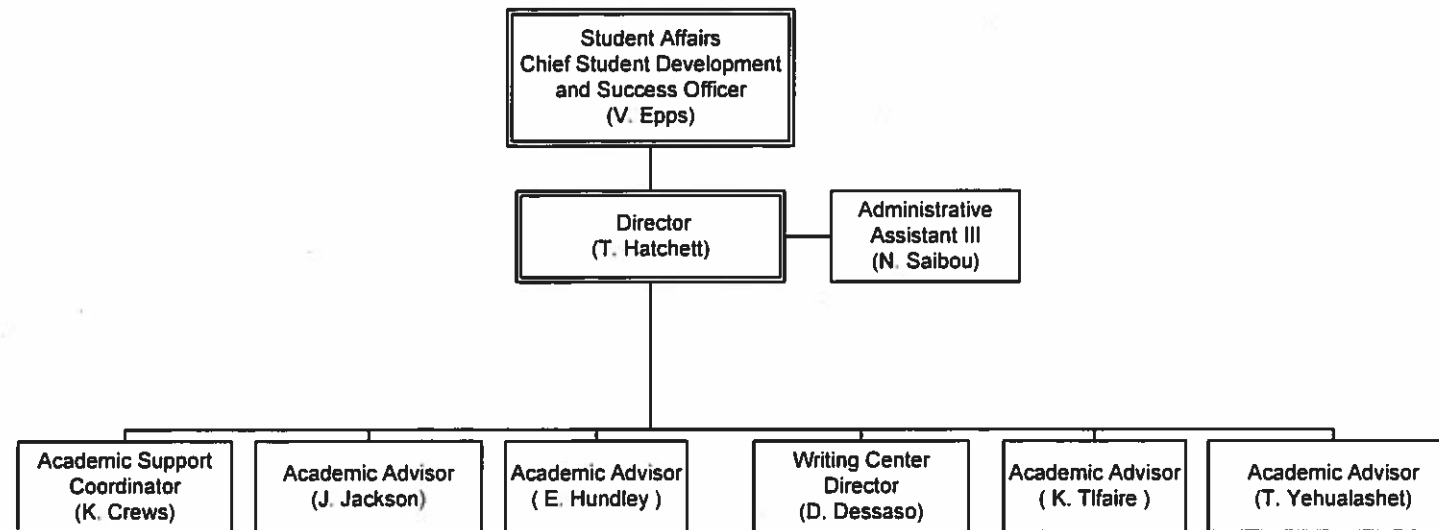 Student Affairs
Chief Student Development
and Success Officer
(V. Epps)
Director
(T. Hatchett)
Administrative
Assistant III
(N. Saibou)
Academic Support
Coordinator
(K. Crews)
Academic Advisor
(J. Jackson)
Academic Advisor
( E. Hundley )
Writing Center
Director
(D. Dessaso)
Academic Advisor
( K. Tlfaire )
Academic Advisor
(T. Yehualashet)